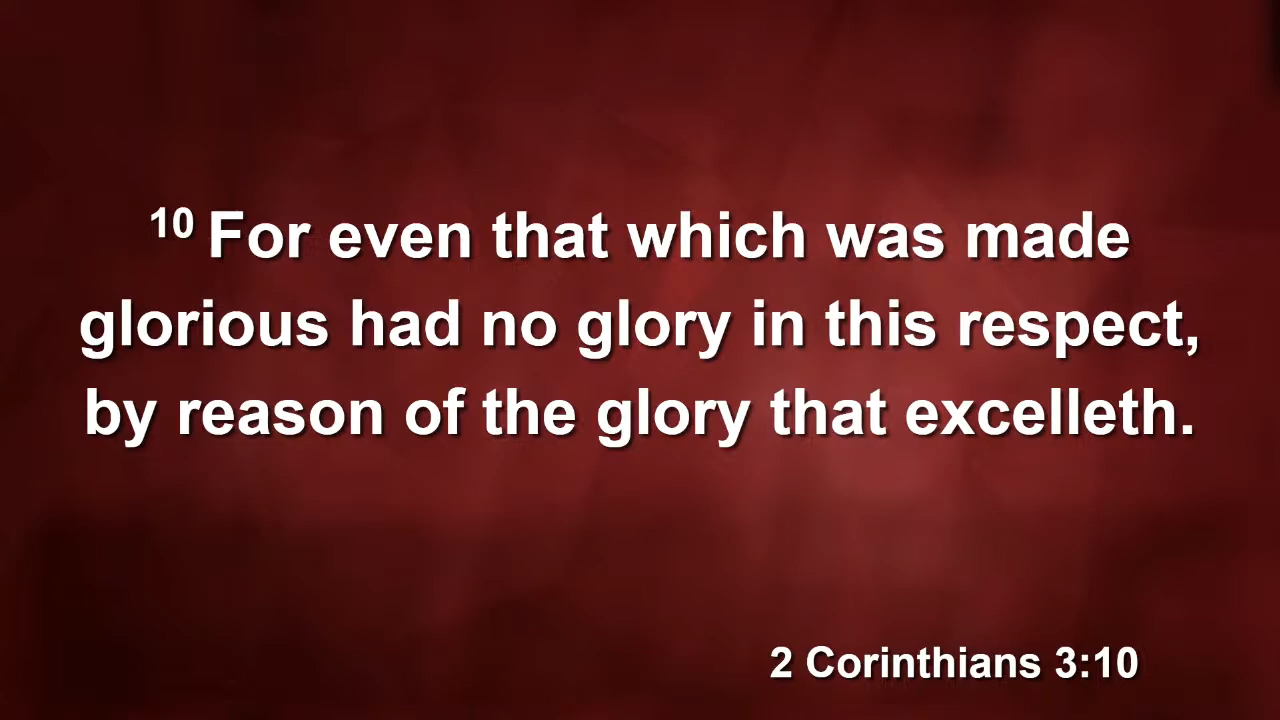 10 For even that which was made
glorious had no glory in this respect,
by reason of the glory that excelleth.
2 Corinthians 3:10